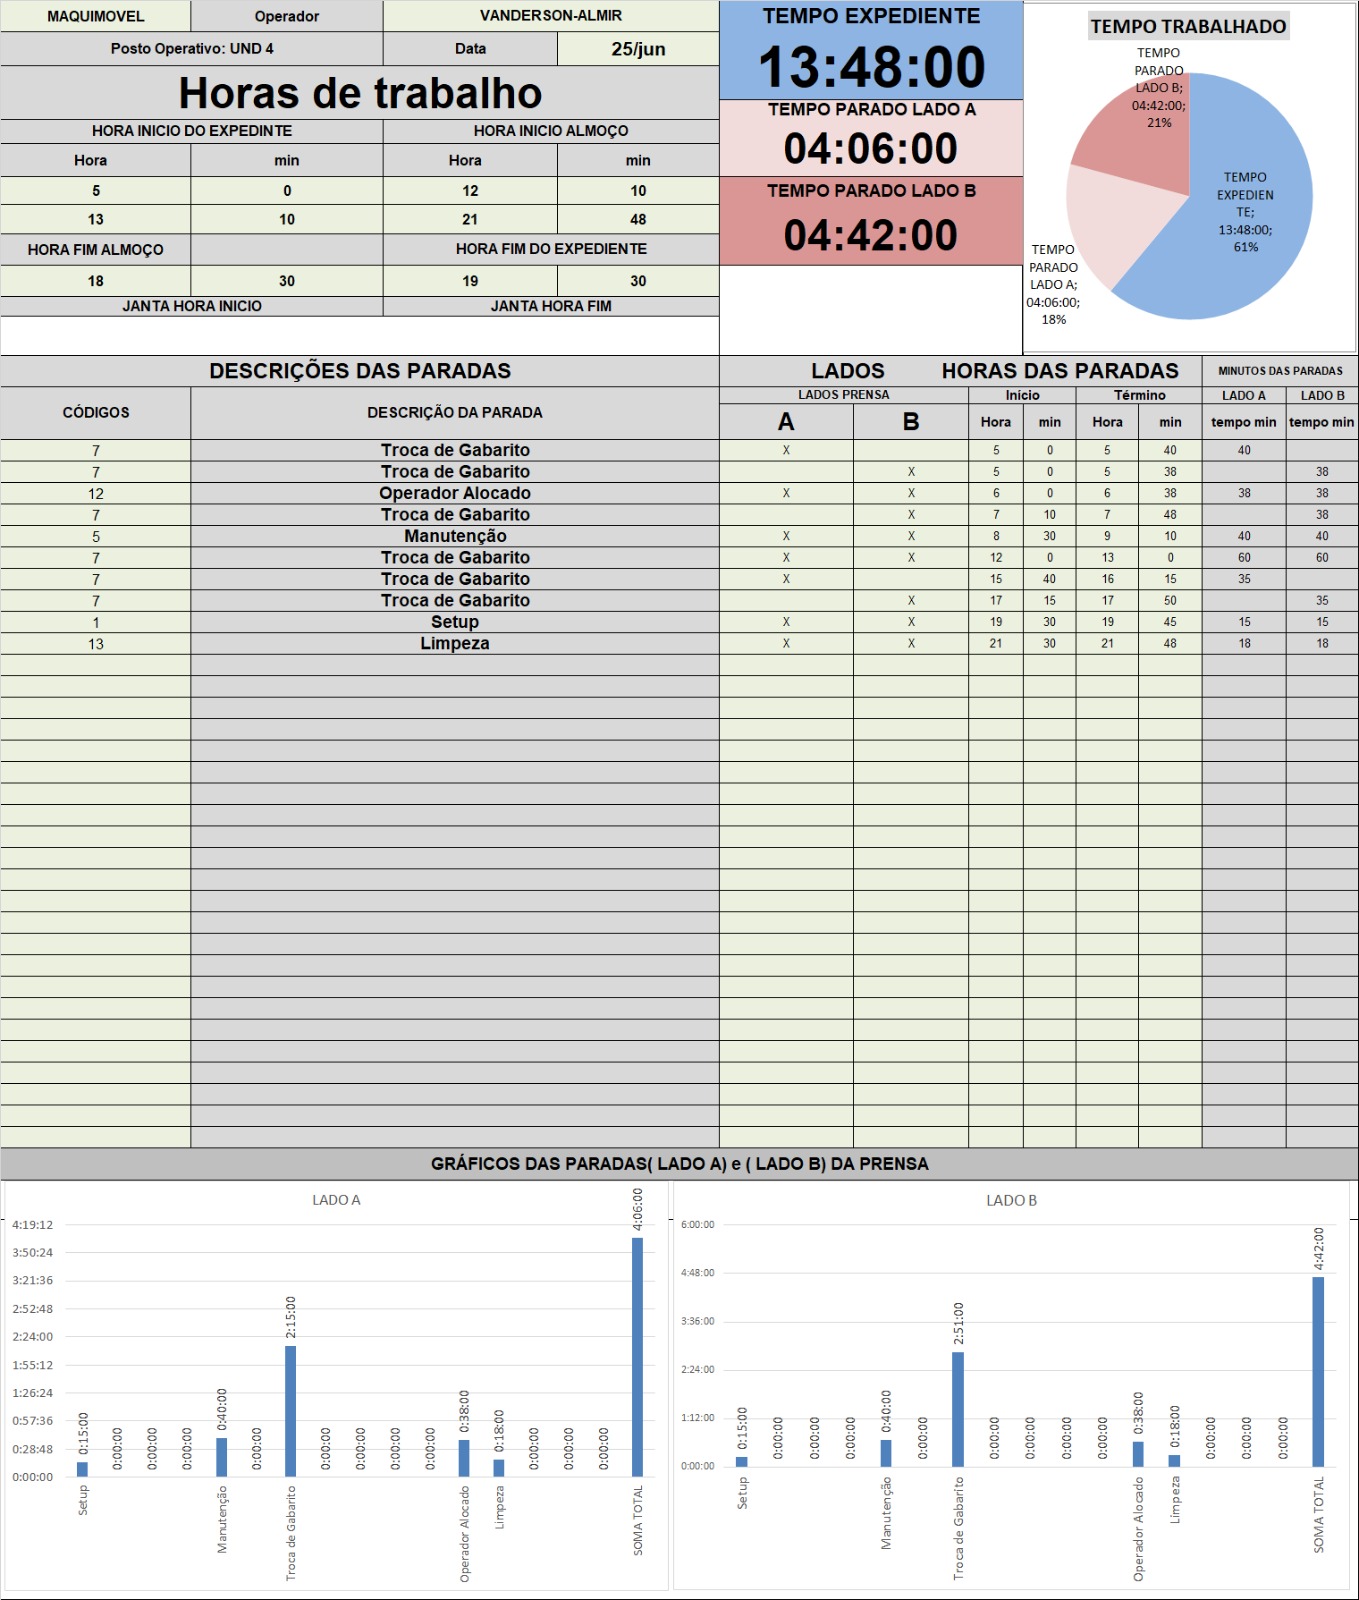 MAQUIMOVEL Operador VANDERSON-ALMIR
Posto Operativo: UND 4 Data 25/jun
Horas de trabalho
HORA INICIO DO EXPEDINTE HORA INICIO ALMOÇO
Hora min Hora min
5 0 12 10
13 10 21 48
HORA FIM ALMOÇO HORA FIM DO EXPEDIENTE
18 30 19 30
JANTA HORA INICIO JANTA HORA FIM
TEMPO EXPEDIENTE
13:48:00
TEMPO PARADO LADO A
04:06:00
TEMPO PARADO LADO B
04:42:00
TEMPO TRABALHADO
TEMPO
PARADO
LADO B;
04:42:00;
21%
TEMPO
EXPEDIEN
TE;
13:48:00;
61%
TEMPO
PARADO
LADO A;
04:06:00;
18%
DESCRIÇÕES DAS PARADAS LADOS HORAS DAS PARADAS MINUTOS DAS PARADAS
CÓDIGOS DESCRIÇÃO DA PARADA LADOS PRENSA Início Término LADO A LADO B
A B Hora min Hora min tempo min tempo min
7 Troca de Gabarito X 5 0 5 40 40
7 Troca de Gabarito X 5 0 5 38 38
12 Operador Alocado X X 6 0 6 38 38 38
7 Troca de Gabarito X 7 10 7 48 38
5 Manutenção X X 8 30 9 10 40 40
7 Troca de Gabarito X X 12 0 13 0 60 60
7 Troca de Gabarito X 15 40 16 15 35
7 Troca de Gabarito X 17 15 17 50 35
1 Setup X X 19 30 19 45 15 15
13 Limpeza X X 21 30 21 48 18 18
GRÁFICOS DAS PARADAS( LADO A) e ( LADO B) DA PRENSA
LADO A
4:19:12
3:50:24
3:21:36
2:52:48
2:24:00
1:55:12
1:26:24
0:57:36
0:28:48
0:00:00
0:15:00 0:00:00 0:00:00 0:00:00 0:40:00 0:00:00 2:15:00 0:00:00 0:00:00 0:00:00 0:00:00 0:38:00 0:18:00 0:00:00 0:00:00 0:00:00 4:06:00
Setup Manutenção Troca de Gabarito Operador Alocado Limpeza SOMA TOTAL
LADO B
6:00:00
4:48:00
3:36:00
2:24:00
1:12:00
0:00:00
0:15:00 0:00:00 0:00:00 0:00:00 0:40:00 0:00:00 2:51:00 0:00:00 0:00:00 0:00:00 0:00:00 0:38:00 0:18:00 0:00:00 0:00:00 0:00:00 4:42:00
Setup Manutenção Troca de Gabarito Operador Alocado Limpeza SOMA TOTAL